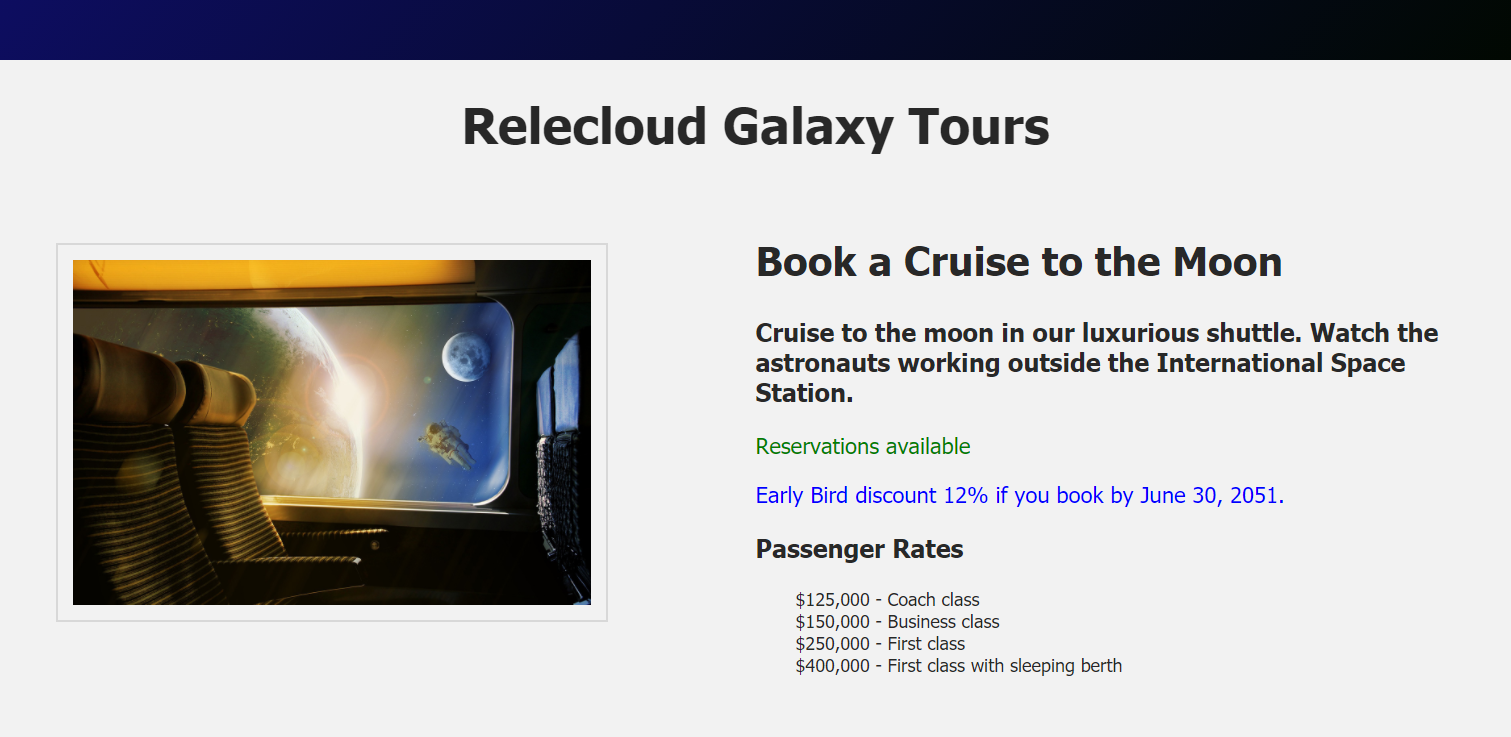 Relecloud Galaxy Tours
Book a Cruise to the Moon
Cruise to the moon in our luxurious shuttle. Watch the
astronauts working outside the International Space
Station.
Reservations available
Early Bird discount 12% if you book by June 30, 2051.
Passenger Rates
$125,000 - Coach class
$150,000 - Business class
$250,000 - First class
$400,000 - First class with sleeping berth